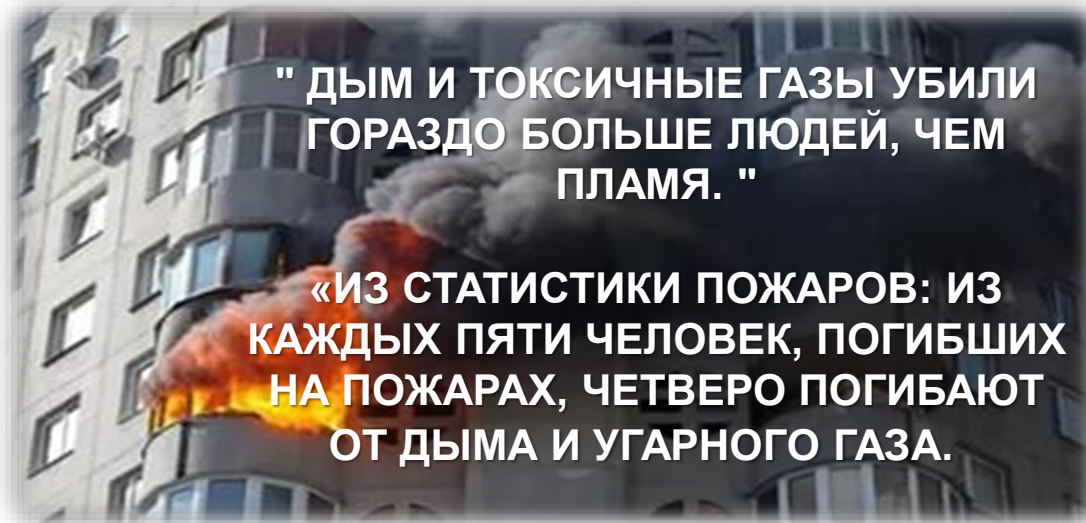 " ДЫМ И ТОКСИЧНЫЕ ГАЗЫ УБИЛИ
ГОРАЗДО БОЛЬШЕ ЛЮДЕЙ, ЧЕМ
ПЛАМЯ. "
«ИЗ СТАТИСТИКИ ПОЖАРОВ: ИЗ
КАЖДЫХ ПЯТИ ЧЕЛОВЕК, ПОГИБШИХ
НА ПОЖАРАХ, ЧЕТВЕРО ПОГИБАЮТ
ОТ ДЫМА И УГАРНОГО ГАЗА.